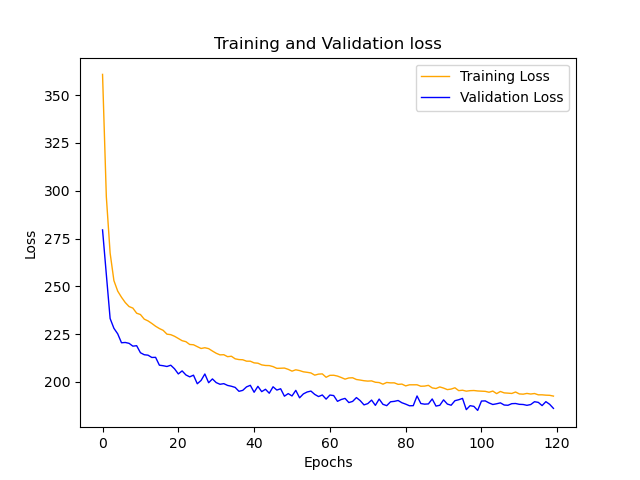 Training and Validation loss
Training Loss
Validation Loss
350
325
300
275
250
225
200
Loss
0 20 40 60 80 100 120
Epochs